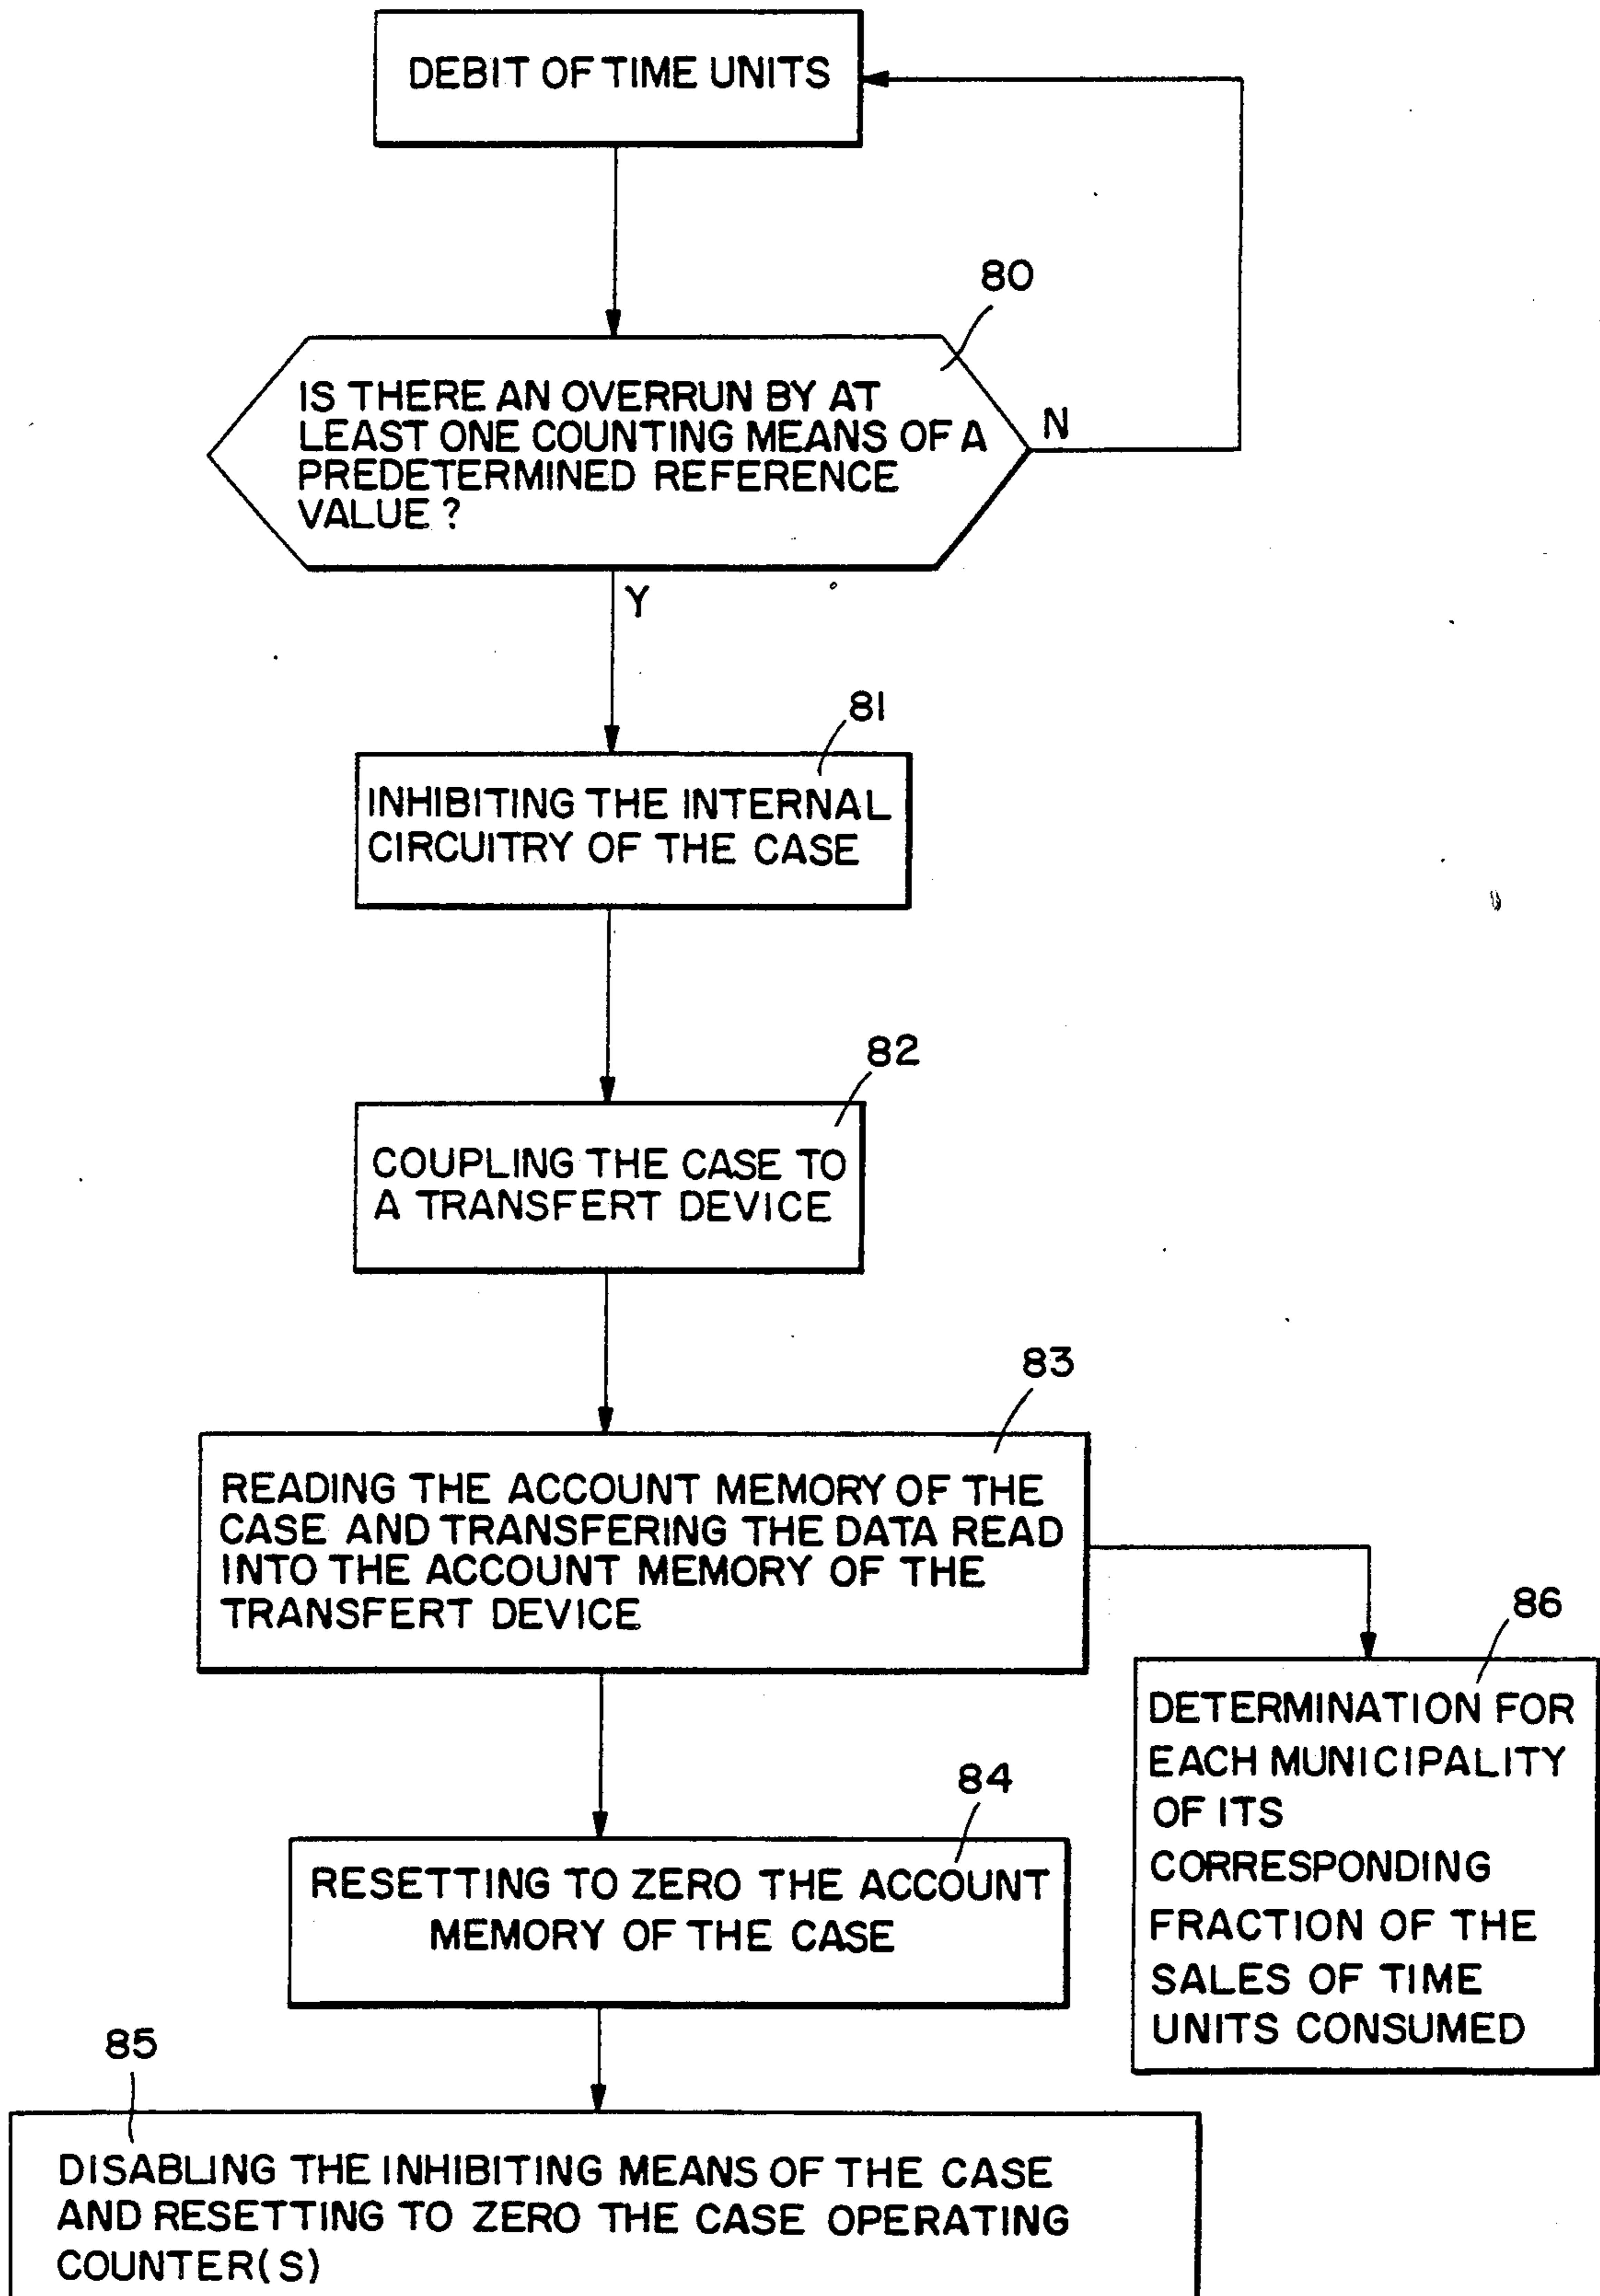 DEBIT OF TIME UNITS
80
IS THERE AN OVERRUN BY AT
LEAST ONE COUNTING MEANS OF A
PREDETERMINED REFERENCE
VALUE ?
N
Y
81
INHIBITING THE INTERNAL
CIRCUITRY OF THE CASE
82
COUPLING THE CASE TO
A TRANSFERT DEVICE
83
READING THE ACCOUNT MEMORY OF THE
CASE AND TRANSFERING THE DATA READ
INTO THE ACCOUNT MEMORY OF THE
TRANSFERT DEVICE
86
DETERMINATION FOR
EACH MUNICIPALITY
OF ITS
CORRESPONDING
FRACTION OF THE
SALES OF TIME
UNITS CONSUMED
84
RESETTING TO ZERO THE ACCOUNT
MEMORY OF THE CASE
85
DISABLING THE INHIBITING MEANS OF THE CASE
AND RESETTING TO ZERO THE CASE OPERATING
COUNTER(S)